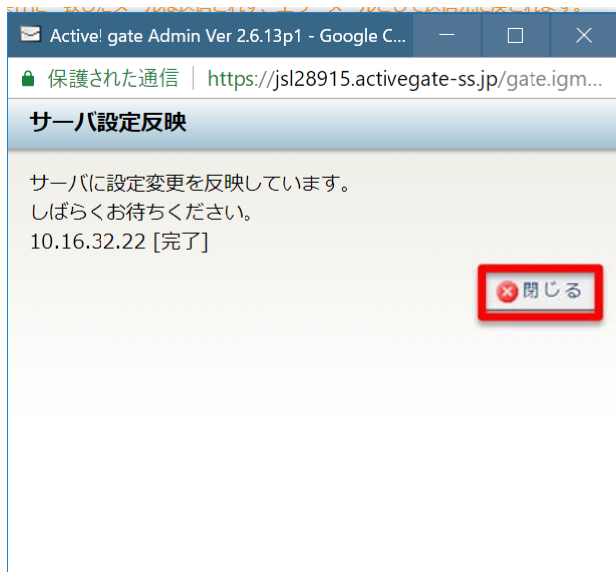 Active! gate Admin Ver 2.6.13p1 - Google C...
保護された通信 | https://jsl28915.activegate-ss.jp/gate.igm...
サーバ設定反映
サーバに設定変更を反映しています。
しばらくお待ちください。
10.16.32.22 [完了]
閉じる